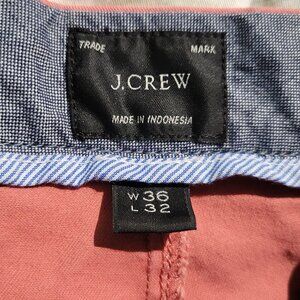 TRADE MARK
J.CREW
MADE IN INDONESIA
W 36
L 32